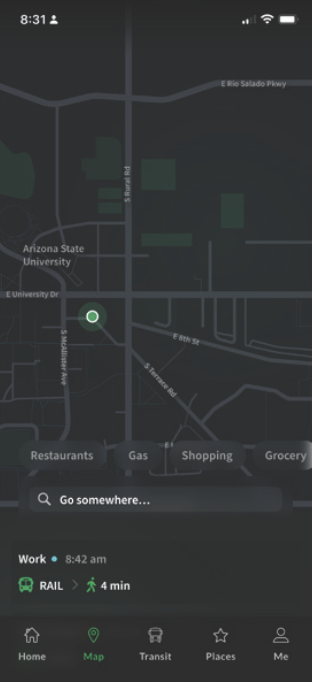 8:31
E Rio Salado Pkwy
S Rural Rd
Arizona State
University
E University Dr
E 8th St
S McAllister Ave
S Terrace Rd
Restaurants
Gas
Shopping
Grocery
Go somewhere...
Work • 8:42 am
RAIL > 4 min
Home
Map
Transit
Places
Me